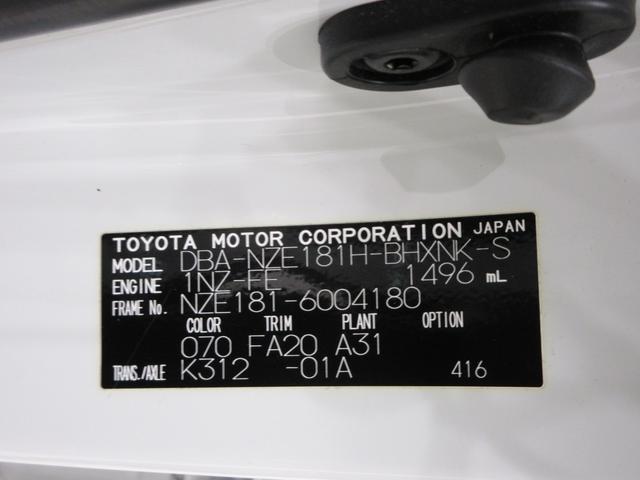 TOYOTA MOTOR CORPORATION JAPAN
MODEL DBA-NZE181H-BHXNK-S
ENGINE 1NZ-FE 1496 mL
FRAME No. NZE181-6004180
COLOR TRIM PLANT OPTION
070 FA20 A31
TRANS./AXLE K312 -01A 416